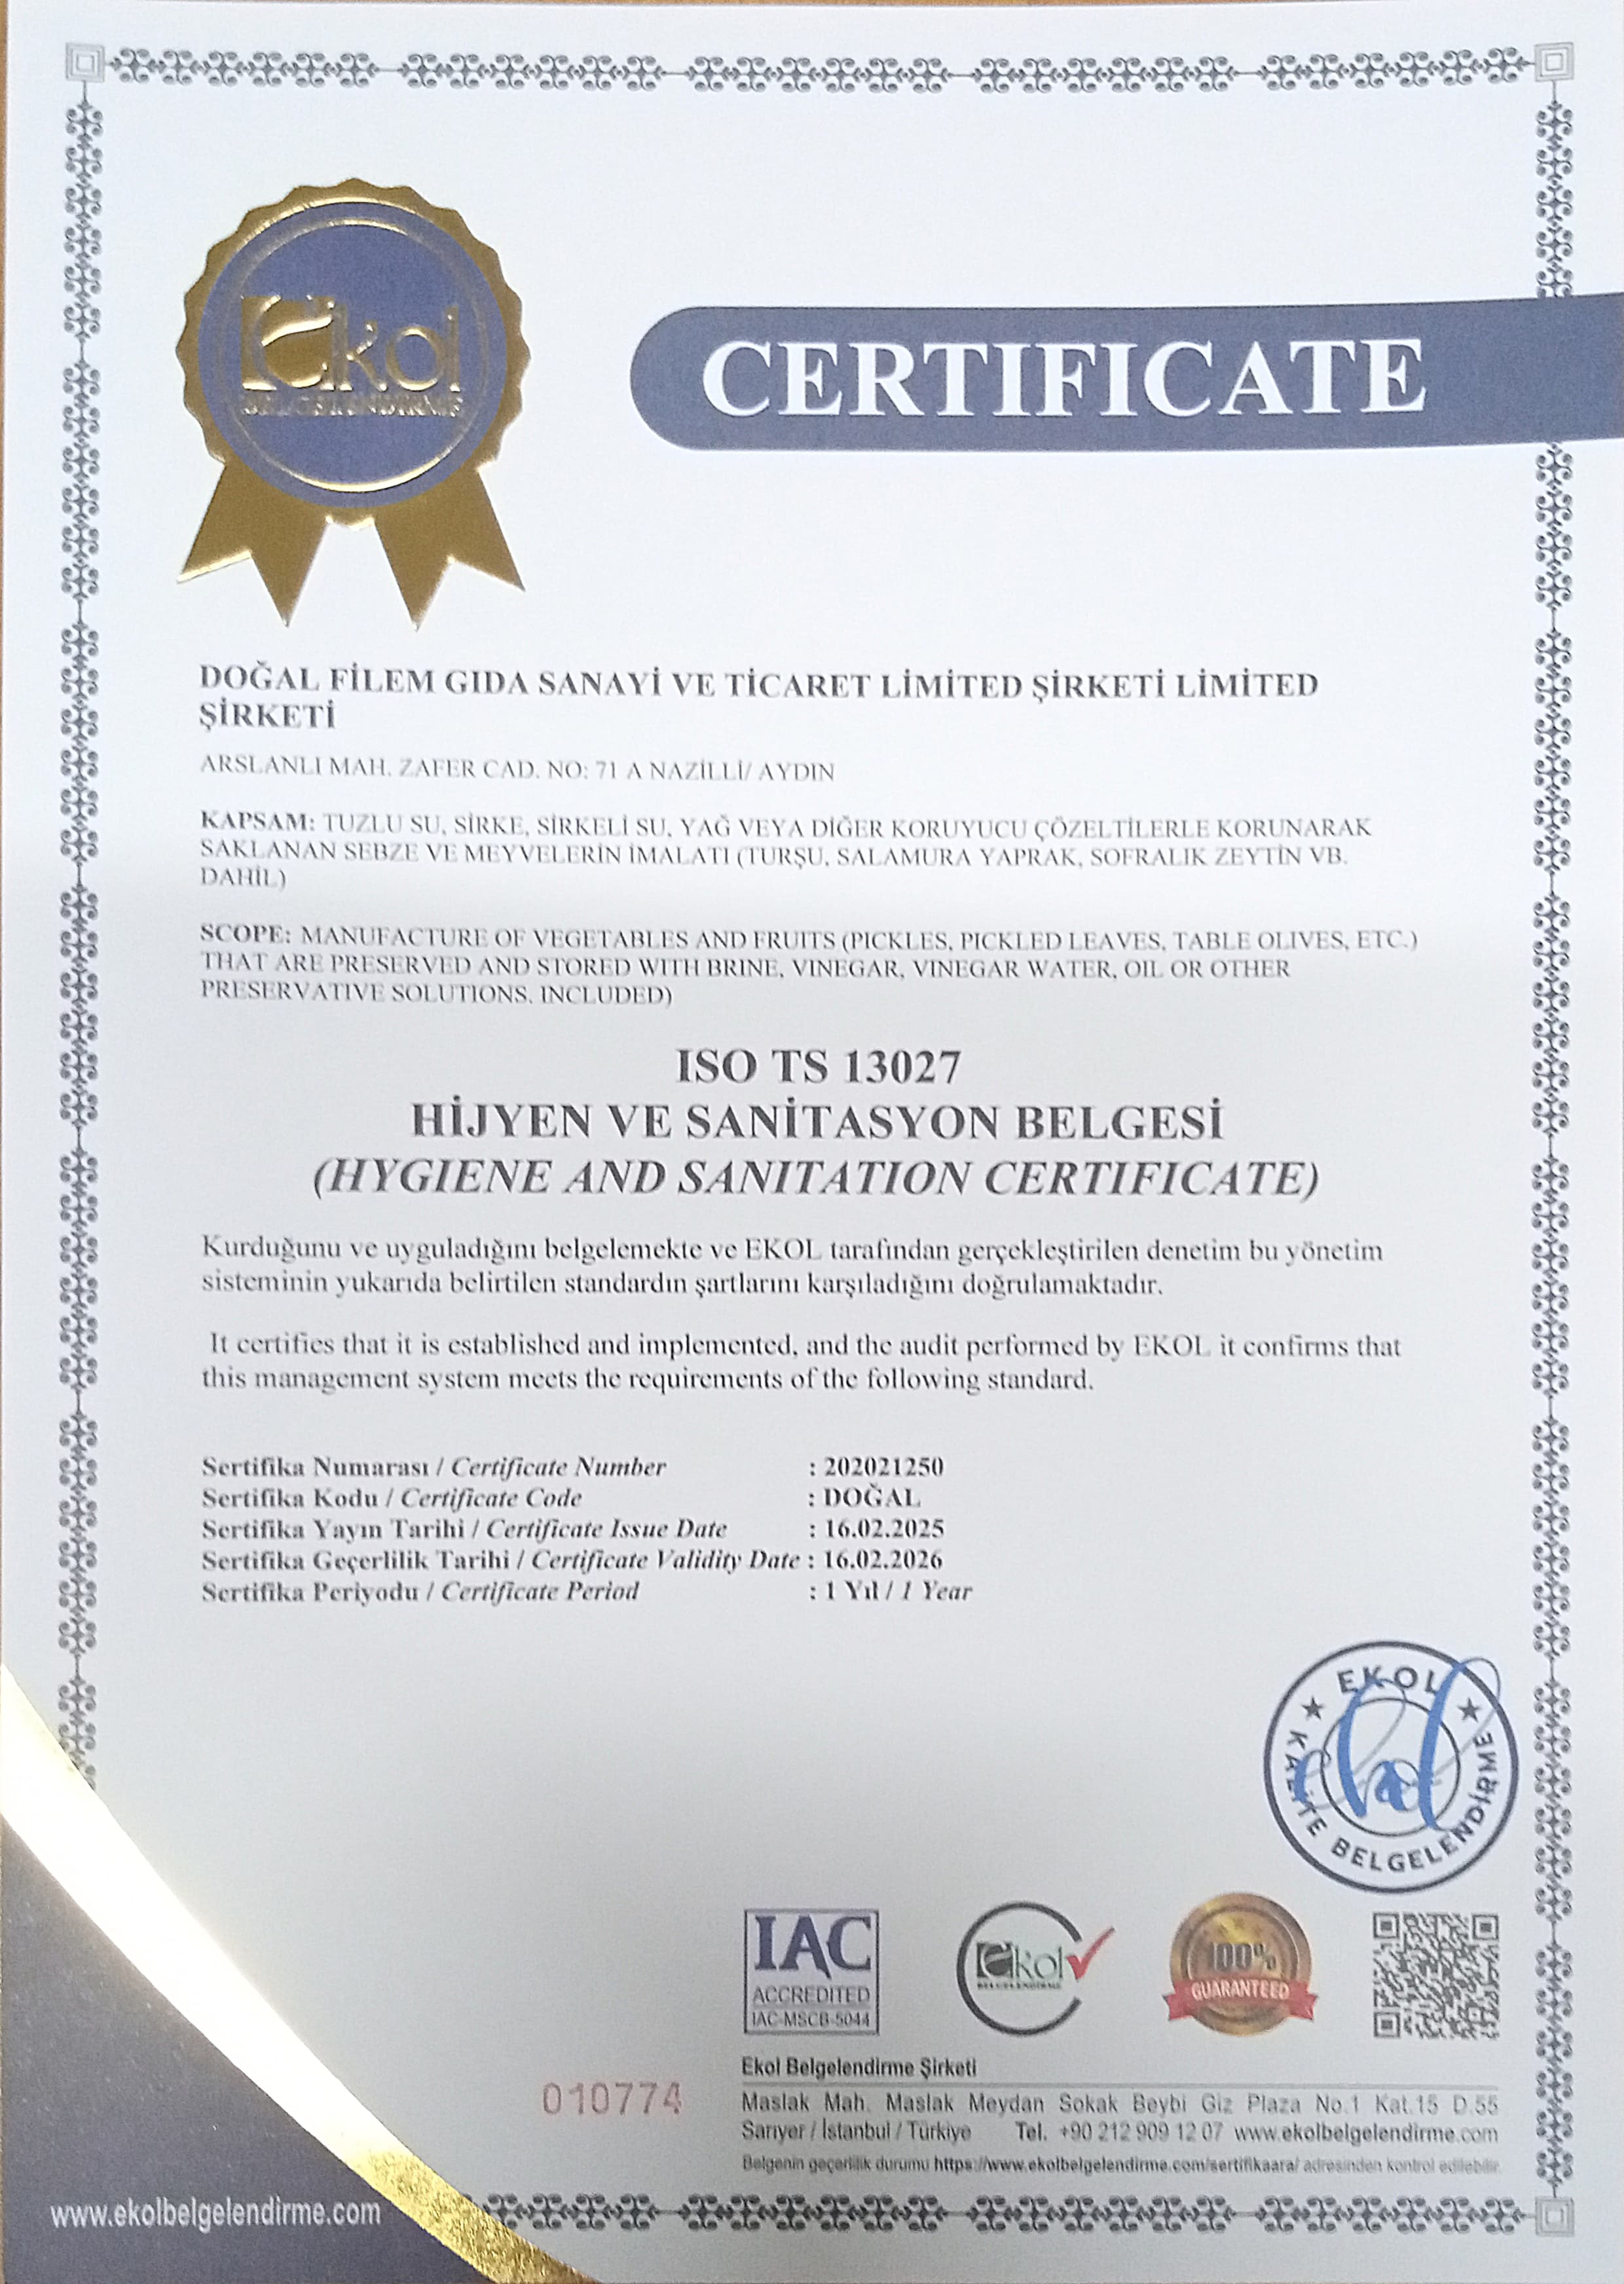 Ekol
BELGELENDİRME
CERTIFICATE
DOĞAL FİLEM GIDA SANAYİ VE TİCARET LİMİTED ŞİRKETİ LİMİTED
ŞİRKETİ
ARSLANLI MAH. ZAFER CAD. NO: 71 A NAZİLLİ/ AYDIN
KAPSAM: TUZLU SU, SİRKE, SİRKELİ SU, YAĞ VEYA DİĞER KORUYUCU ÇÖZELTİLERLE KORUNARAK
SAKLANAN SEBZE VE MEYVELERİN İMALATI (TURŞU, SALAMURA YAPRAK, SOFRALIK ZEYTİN VB.
DAHİL)
SCOPE: MANUFACTURE OF VEGETABLES AND FRUITS (PICKLES, PICKLED LEAVES, TABLE OLIVES, ETC.)
THAT ARE PRESERVED AND STORED WITH BRINE, VINEGAR, VINEGAR WATER, OIL OR OTHER
PRESERVATIVE SOLUTIONS. INCLUDED)
ISO TS 13027
HİJYEN VE SANİTASYON BELGESİ
(HYGIENE AND SANITATION CERTIFICATE)
Kurduğunu ve uyguladığını belgelemekte ve EKOL tarafından gerçekleştirilen denetim bu yönetim
sisteminin yukarıda belirtilen standardın şartlarını karşıladığını doğrulamaktadır.
It certifies that it is established and implemented, and the audit performed by EKOL it confirms that
this management system meets the requirements of the following standard.
Sertifika Numarası / Certificate Number : 202021250
Sertifika Kodu / Certificate Code : DOĞAL
Sertifika Yayın Tarihi / Certificate Issue Date : 16.02.2025
Sertifika Geçerlilik Tarihi / Certificate Validity Date : 16.02.2026
Sertifika Periyodu / Certificate Period : 1 Yıl / 1 Year
EKOL
KALİTE BELGELENDİRME
ekol
IAC
ACCREDITED
IAC-MSCB-5044
Ekol
BELGELENDİRME
100%
GUARANTEED
Ekol Belgelendirme Şirketi
Maslak Mah. Maslak Meydan Sokak Beybi Giz Plaza No.1 Kat.15 D.55
Sarıyer / İstanbul / Türkiye Tel. +90 212 909 12 07 www.ekolbelgelendirme.com
Belgenin geçerlilik durumu https://www.ekolbelgelendirme.com/sertifikaara/ adresinden kontrol edilebilir.
010774
www.ekolbelgelendirme.com